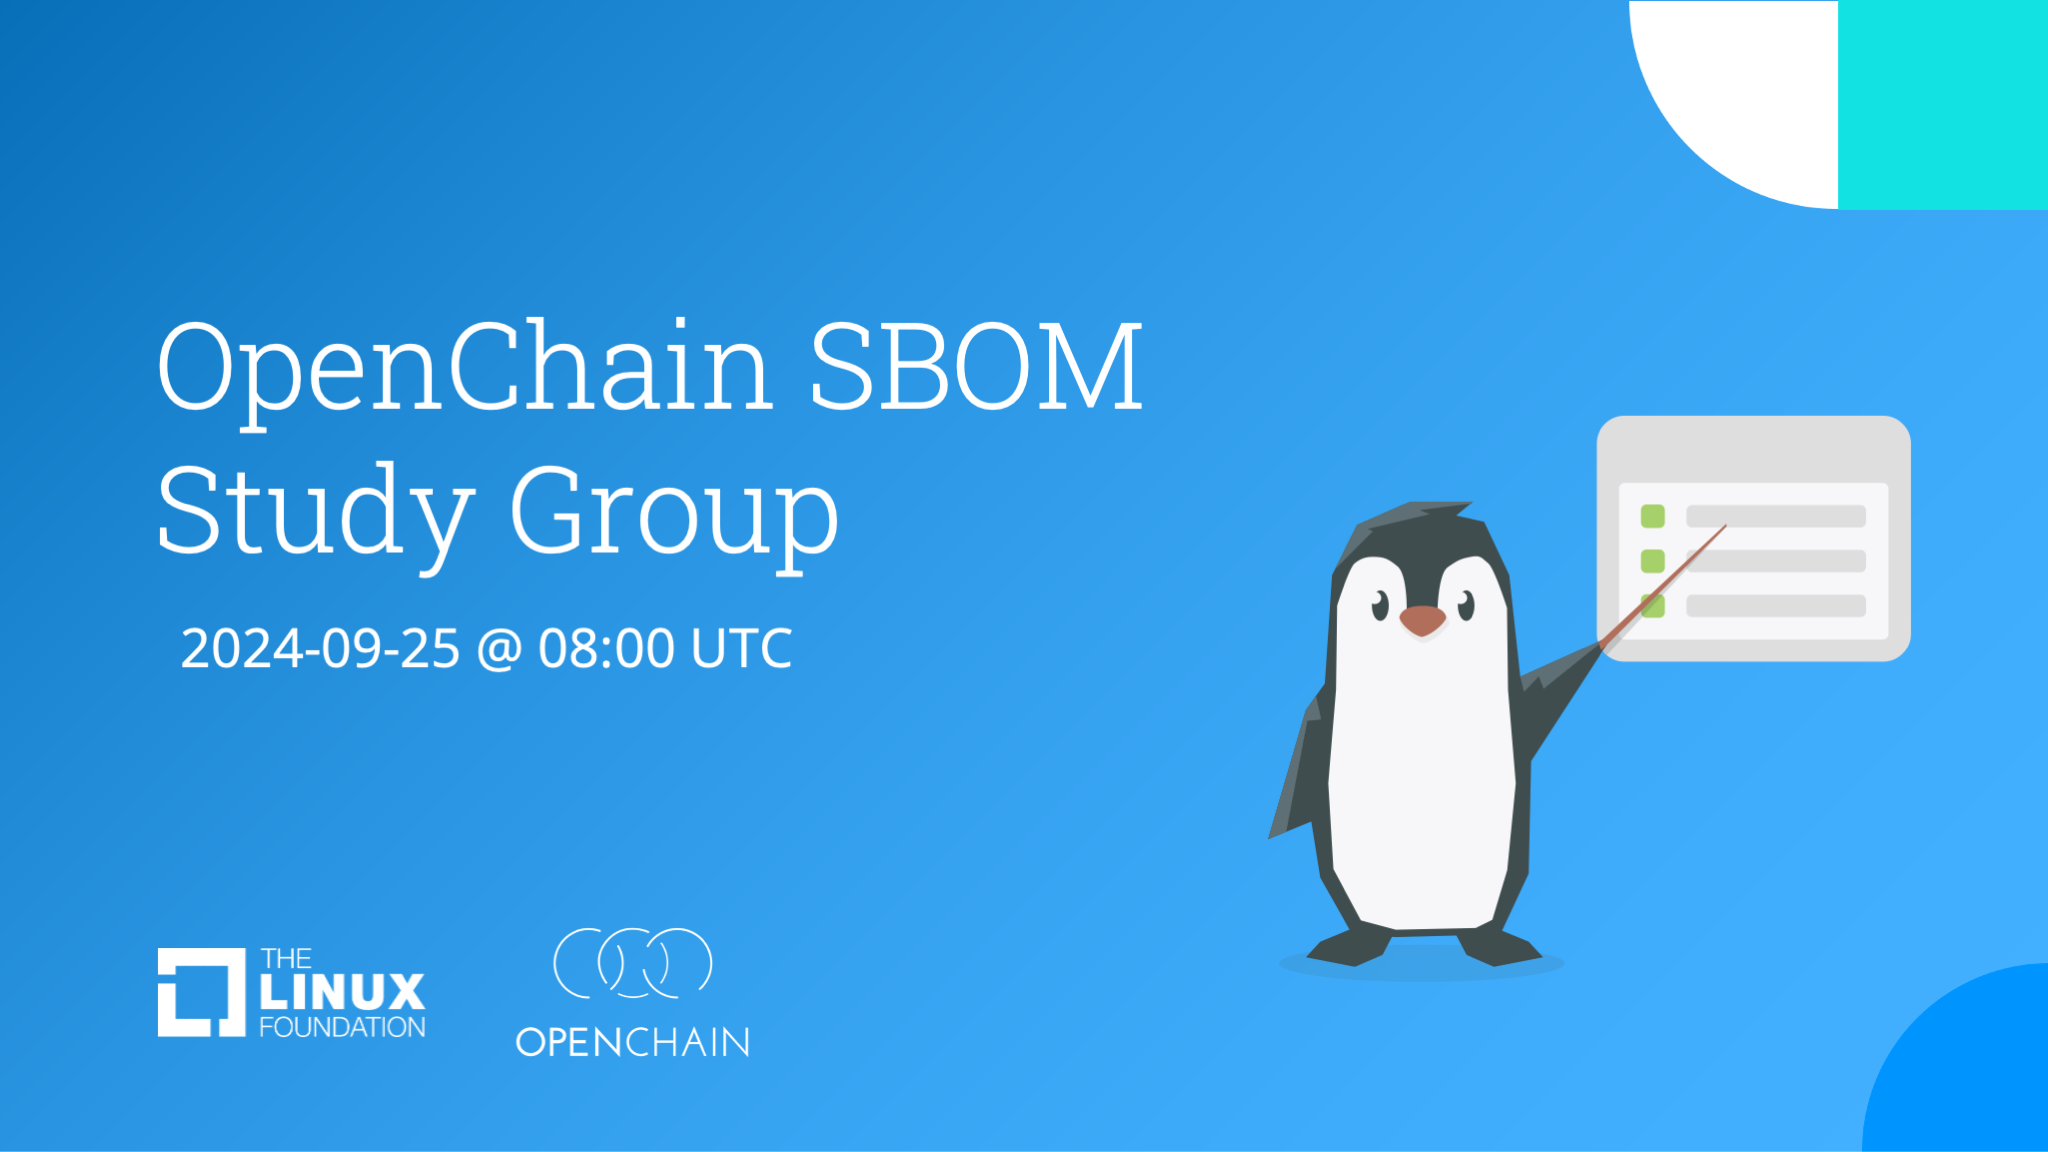 OpenChain SBOM
Study Group
2024-09-25 @ 08:00 UTC
THE
LINUX
FOUNDATION
OPENCHAIN